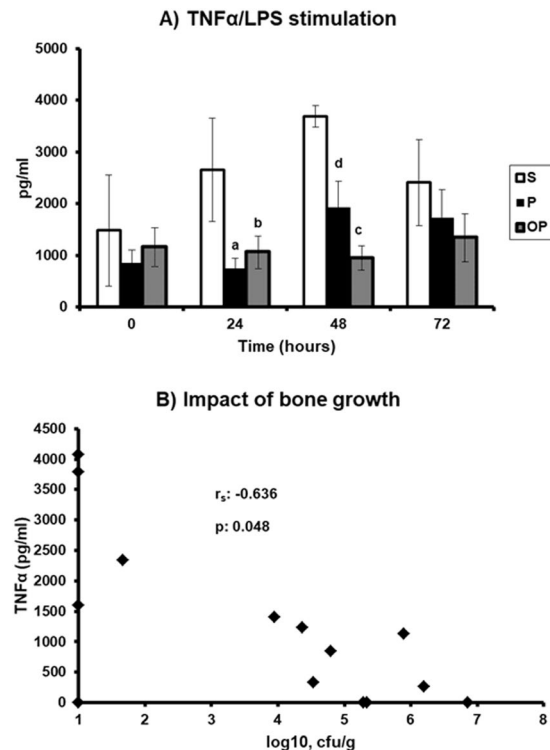 A) TNFα/LPS stimulation
5000
4000
3000
2000
1000
0
pg/ml
a
b
d
c
0 24 48 72
Time (hours)
S
P
OP
B) Impact of bone growth
4500
4000
3500
3000
2500
2000
1500
1000
500
0
TNFα (pg/ml)
rs: -0.636
p: 0.048
1 2 3 4 5 6 7 8
log10, cfu/g